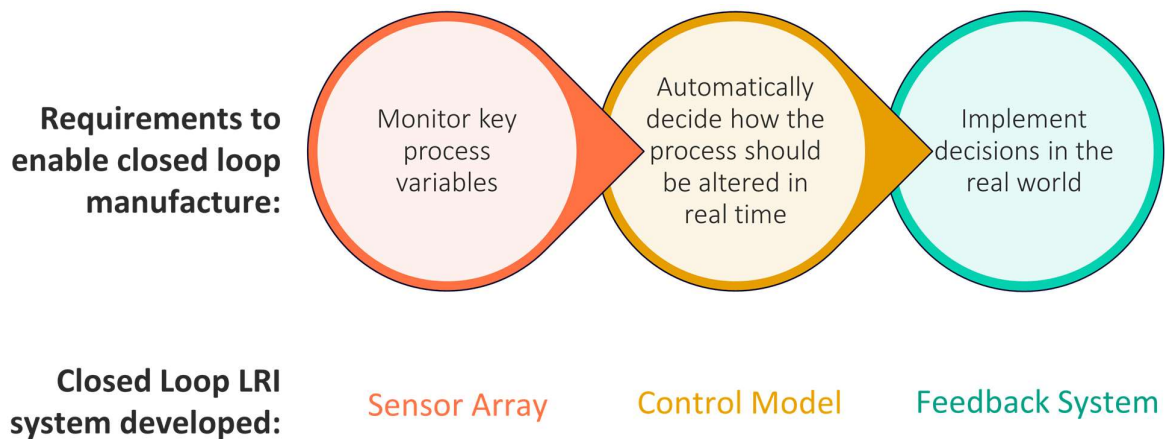 Requirements to
enable closed loop
manufacture:
Monitor key
process
variables
Automatically
decide how the
process should
be altered in
real time
Implement
decisions in the
real world
Closed Loop LRI
system developed:
Sensor Array
Control Model
Feedback System